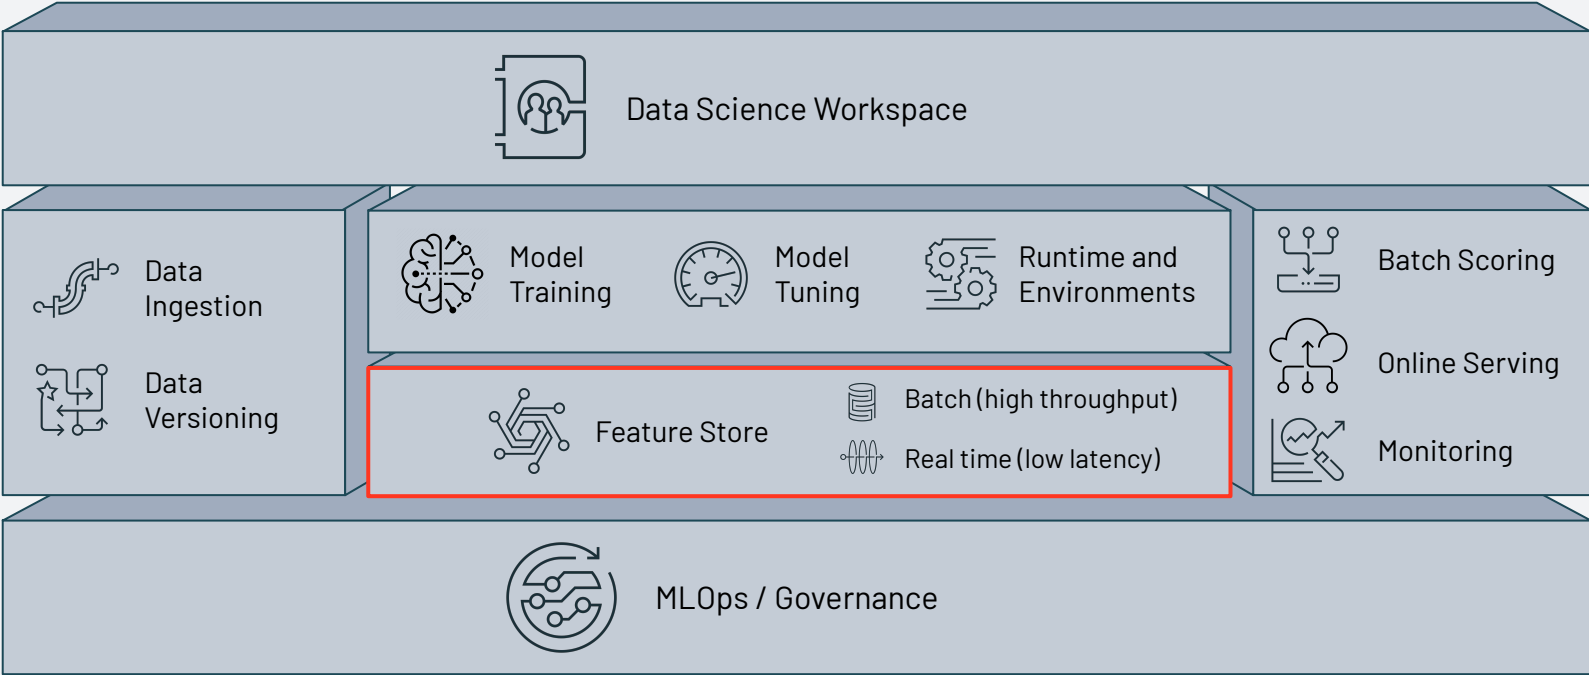 Data Science Workspace
Data
Ingestion
Data
Versioning
Model
Training
Model
Tuning
Runtime and
Environments
Feature Store
Batch (high throughput)
Real time (low latency)
Batch Scoring
Online Serving
Monitoring
MLOps / Governance